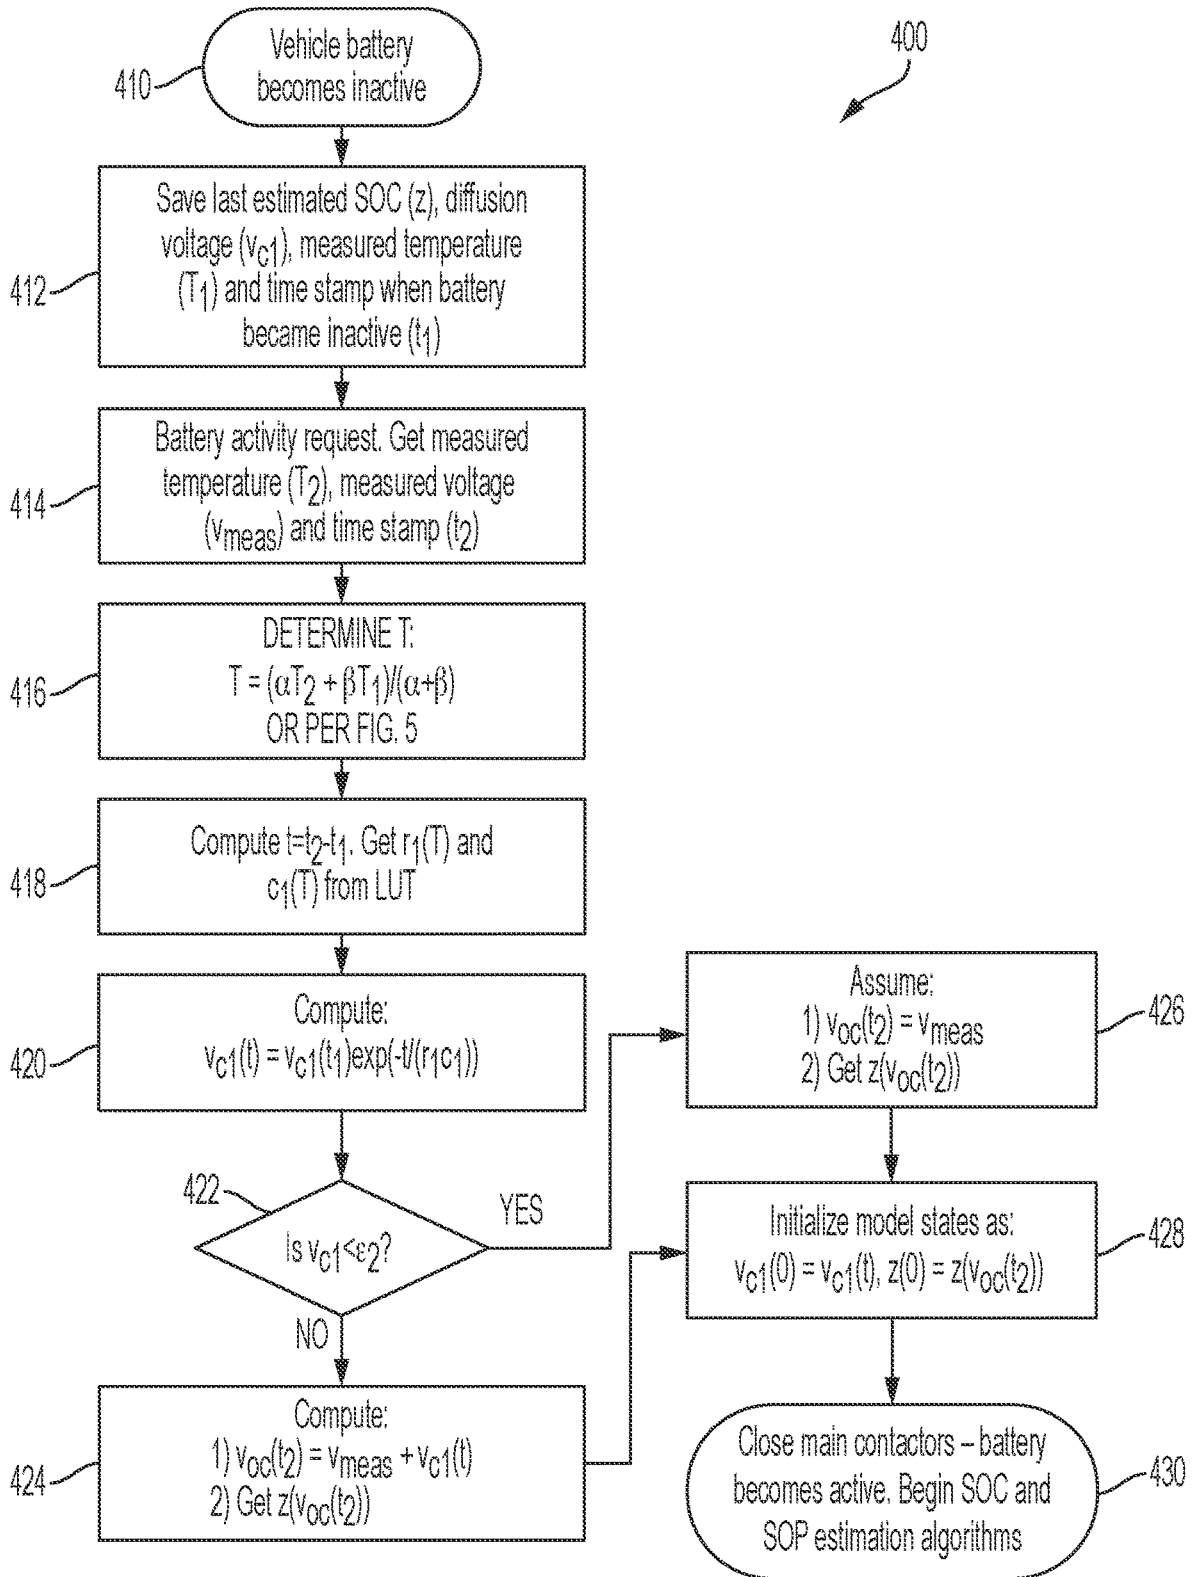 400
Vehicle battery
becomes inactive
410
Save last estimated SOC (z), diffusion
voltage (vc1), measured temperature
(T1) and time stamp when battery
became inactive (t1)
412
Battery activity request. Get measured
temperature (T2), measured voltage
(vmeas) and time stamp (t2)
414
DETERMINE T:
T = (αT2 + βT1)/(α+β)
OR PER FIG. 5
416
Compute t=t2-t1. Get r1(T) and
c1(T) from LUT
418
Compute:
vc1(t) = vc1(t1)exp(-t/(r1c1))
420
422
Is vc1<ε2?
YES
NO
Compute:
1) voc(t2) = vmeas + vc1(t)
2) Get z(voc(t2))
424
Assume:
1) voc(t2) = vmeas
2) Get z(voc(t2))
426
Initialize model states as:
vc1(0) = vc1(t), z(0) = z(voc(t2))
428
Close main contactors – battery
becomes active. Begin SOC and
SOP estimation algorithms
430